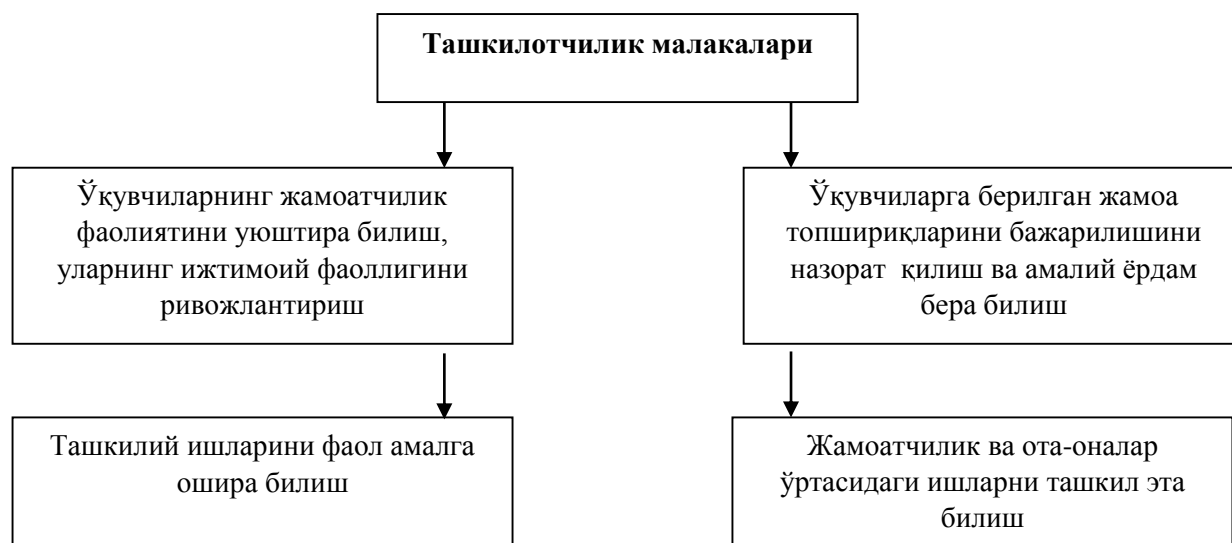 Ташкилотчилик малакалари
Ўқувчиларнинг жамоатчилик
фаолиятини уюштира билиш,
уларнинг ижтимоий фаоллигини
ривожлантириш
Ўқувчиларга берилган жамоа
топшириқларини бажарилишини
назорат қилиш ва амалий ёрдам
бера билиш
Ташкилий ишларини фаол амалга
ошира билиш
Жамоатчилик ва ота-оналар
ўртасидаги ишларни ташкил эта
билиш